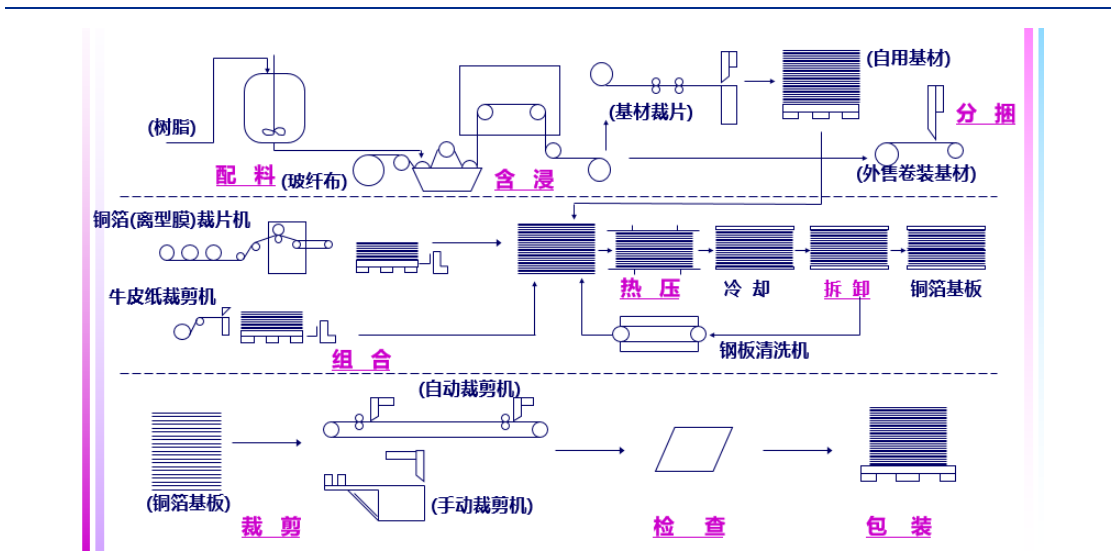 (自用基材)
(基材裁片)
分 捆
(树脂)
配 料
(玻纤布)
含 浸
(外售卷装基材)
铜箔(离型膜)裁片机
热 压
冷 却
拆 卸
铜箔基板
牛皮纸裁剪机
组 合
钢板清洗机
(自动裁剪机)
(铜箔基板)
(手动裁剪机)
裁 剪
检 查
包 装